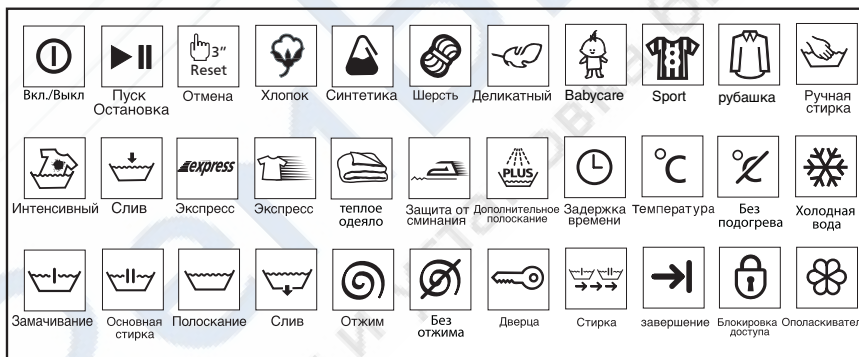 3" Reset
Вкл./Выкл Пуск Остановка Отмена Хлопок Синтетика Шерсть Деликатный Babycare Sport рубашка Ручная стирка
express PLUS °C
Интенсивный Слив Экспресс Экспресс теплое одеяло Защита от сминания Дополнительное полоскание Задержка времени температура Без подогрева Холодная вода
Замачивание Основная стирка Полоскание Слив Отжим Без отжима Дверца Стирка завершение Блокировка доступа Ополаскивател